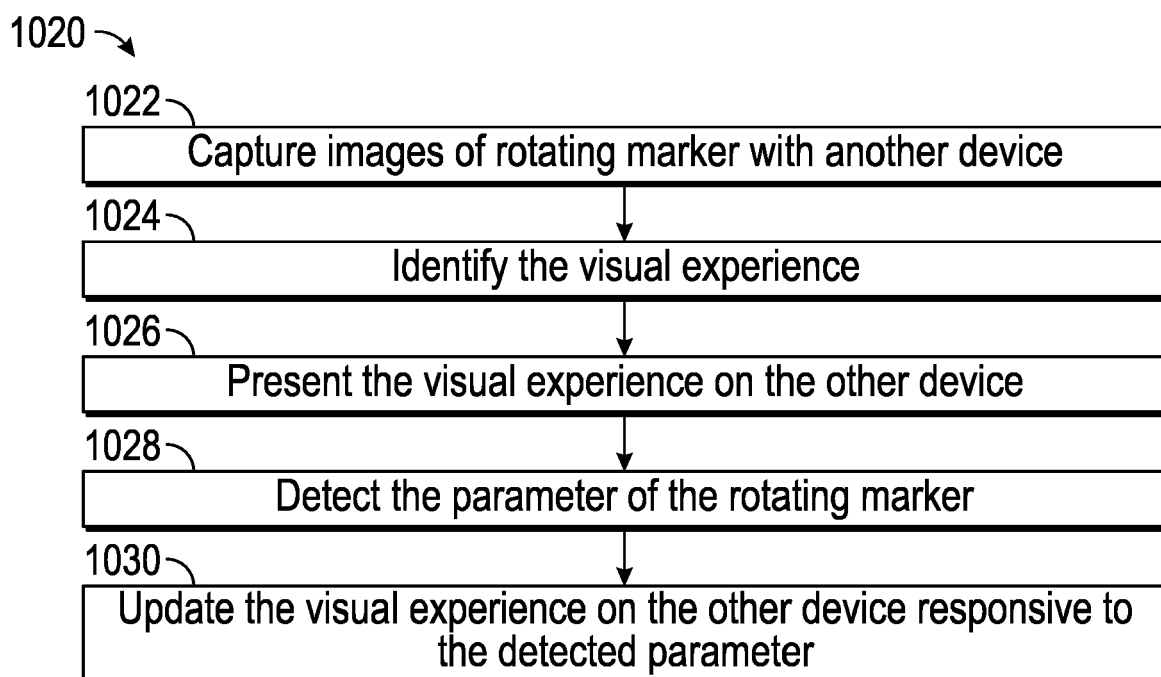 1020
1022
Capture images of rotating marker with another device
1024
Identify the visual experience
1026
Present the visual experience on the other device
1028
Detect the parameter of the rotating marker
1030
Update the visual experience on the other device responsive to
the detected parameter